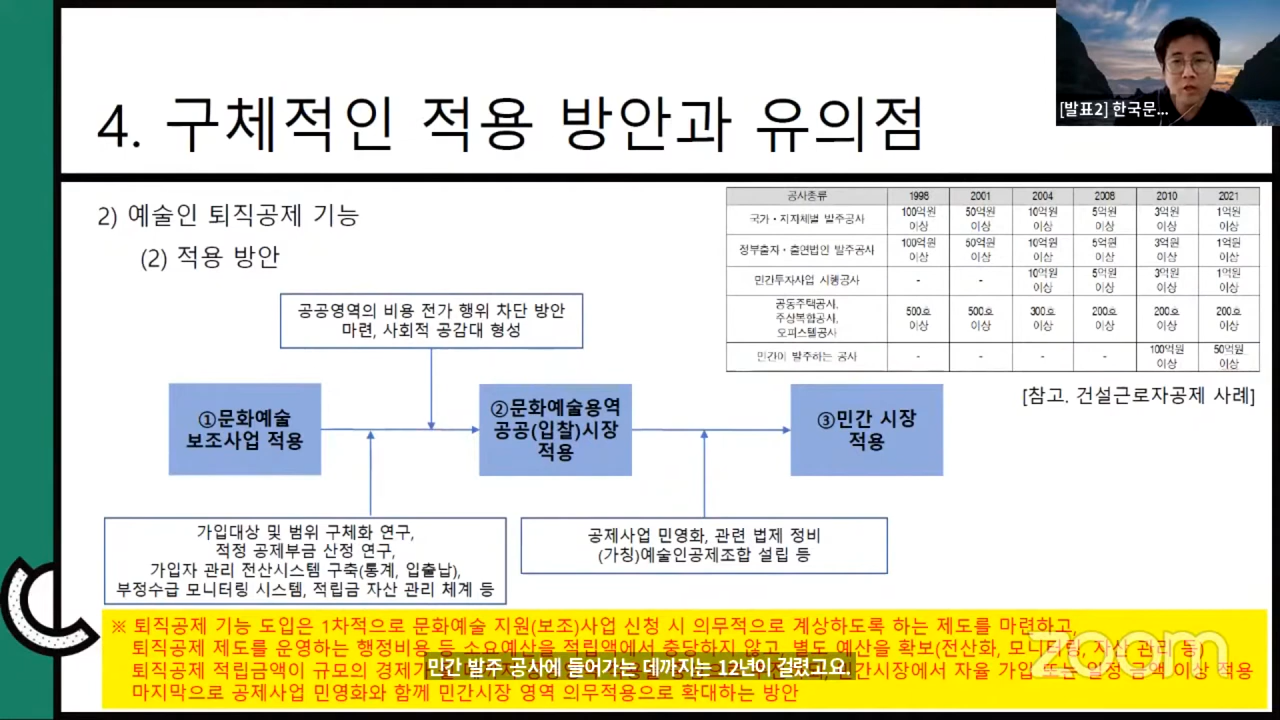 [발표2] 한국문...
4. 구체적인 적용 방안과 유의점
2) 예술인 퇴직공제 기능
(2) 적용 방안
공사종류 1998 2001 2004 2008 2010 2021
국가・지자체별 발주공사 100억원 이상 50억원 이상 10억원 이상 5억원 이상 3억원 이상 1억원 이상
정부출자・출연법인 발주공사 100억원 이상 50억원 이상 10억원 이상 5억원 이상 3억원 이상 1억원 이상
민간투자사업 시행공사 - - 10억원 이상 5억원 이상 3억원 이상 1억원 이상
공동주택공사, 주상복합공사, 오피스텔공사 500호 이상 500호 이상 300호 이상 200호 이상 200호 이상 200호 이상
민간이 발주하는 공사 - - - - 100억원 이상 50억원 이상
[참고. 건설근로자공제 사례]
공공영역의 비용 전가 행위 차단 방안
마련, 사회적 공감대 형성
①문화예술
보조사업 적용
②문화예술용역
공공(입찰)시장
적용
③민간 시장
적용
가입대상 및 범위 구체화 연구,
적정 공제부금 산정 연구,
가입자 관리 전산시스템 구축(통계, 입출납),
부정수급 모니터링 시스템, 적립금 자산 관리 체계 등
공제사업 민영화, 관련 법제 정비
(가칭)예술인공제조합 설립 등
※ 퇴직공제 기능 도입은 1차적으로 문화예술 지원(보조)사업 신청 시 의무적으로 계상하도록 하는 제도를 마련하고,
퇴직공제 제도를 운영하는 행정비용 등 소요예산을 적립액에서 충당하지 않고, 별도 예산을 확보(전산화, 모니터링, 자산 관리 등)
퇴직공제 적립금액이 규모의 경제가 민간시장에서 자율 가입 또는 일정 금액 이상 적용
마지막으로 공제사업 민영화와 함께 민간시장 영역 의무적용으로 확대하는 방안
민간 발주 공사에 들어가는 데까지는 12년이 걸렸고요.
zoom